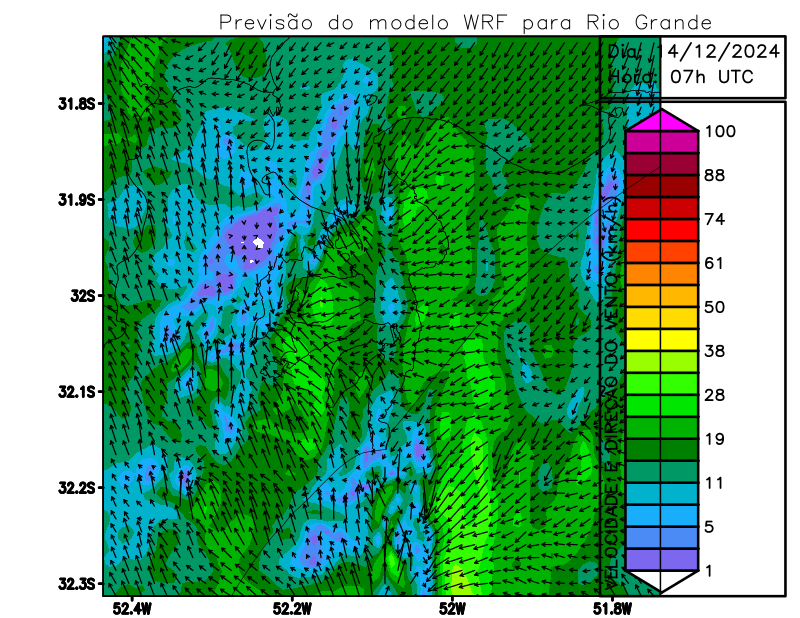 Previsão do modelo WRF para Rio Grande
Dia: 14/12/2024
Hora: 07h UTC
31.8S
31.9S
32S
32.1S
32.2S
32.3S
52.4W
52.2W
52W
51.8W
VELOCIDADE E DIREÇÃO DO VENTO (km/h)
100
88
74
61
50
38
28
19
11
5
1